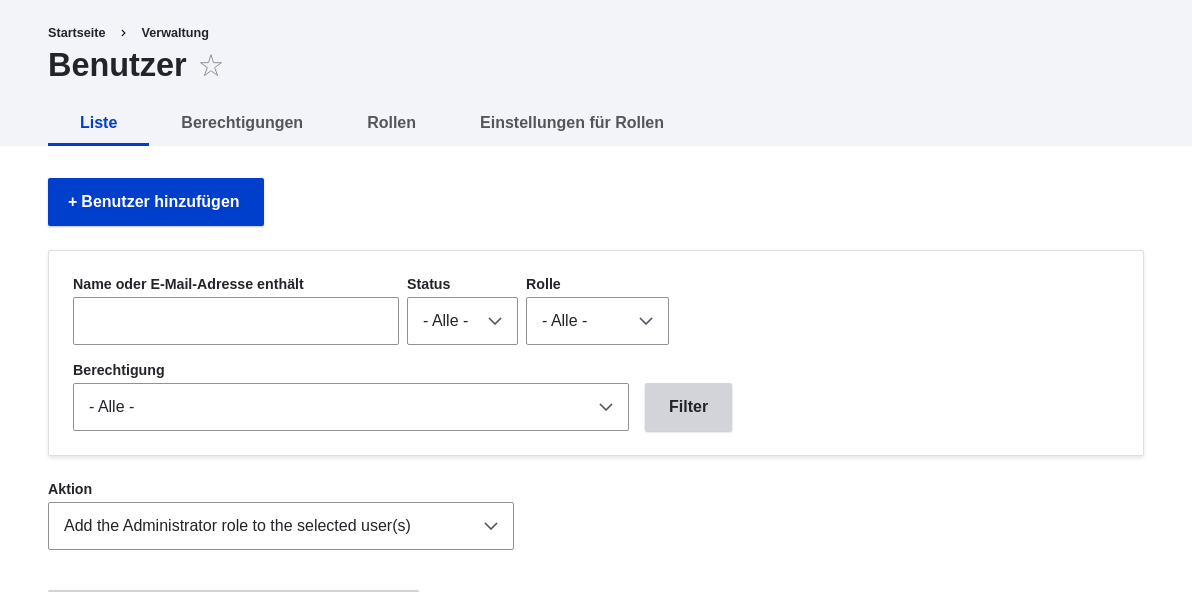 Startseite › Verwaltung
Benutzer ☆
Liste Berechtigungen Rollen Einstellungen für Rollen
+ Benutzer hinzufügen
Name oder E-Mail-Adresse enthält Status Rolle
- Alle - - Alle -
Berechtigung
- Alle - Filter
Aktion
Add the Administrator role to the selected user(s)